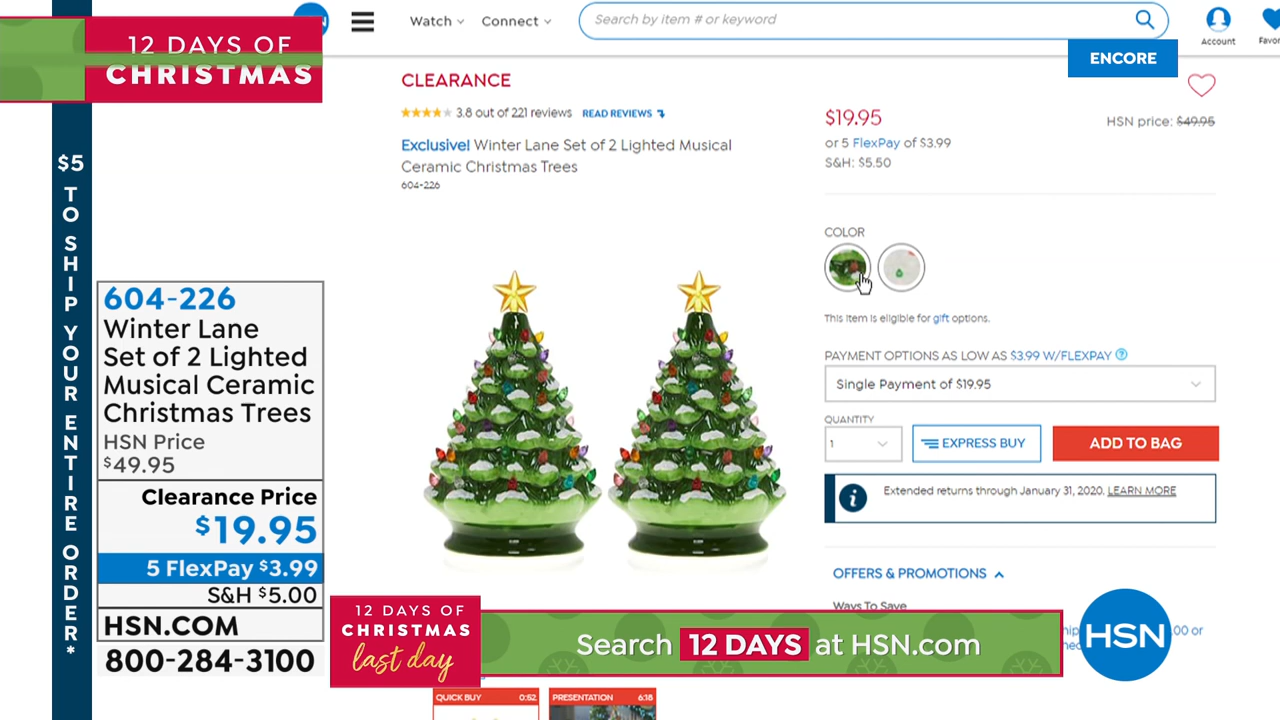 12 DAYS OF
CHRISTMAS
Watch
Connect
Search by item # or keyword
Account
ENCORE
CLEARANCE
3.8 out of 221 reviews
READ REVIEWS
Exclusive! Winter Lane Set of 2 Lighted Musical
Ceramic Christmas Trees
604-226
$19.95
HSN price: $49.95
or 5 FlexPay of $3.99
S&H: $5.50
COLOR
This item is eligible for gift options.
PAYMENT OPTIONS AS LOW AS $3.99 W/FLEXPAY
Single Payment of $19.95
QUANTITY
1
EXPRESS BUY
ADD TO BAG
Extended returns through January 31, 2020. LEARN MORE
OFFERS & PROMOTIONS
Ways To Save
$5 TO SHIP YOUR ENTIRE ORDER*
604-226
Winter Lane
Set of 2 Lighted
Musical Ceramic
Christmas Trees
HSN Price
$49.95
Clearance Price
$19.95
5 FlexPay $3.99
S&H $5.00
HSN.COM
800-284-3100
12 DAYS OF
CHRISTMAS
last day
Search 12 DAYS at HSN.com
HSN
QUICK BUY 0:52
PRESENTATION 6:18